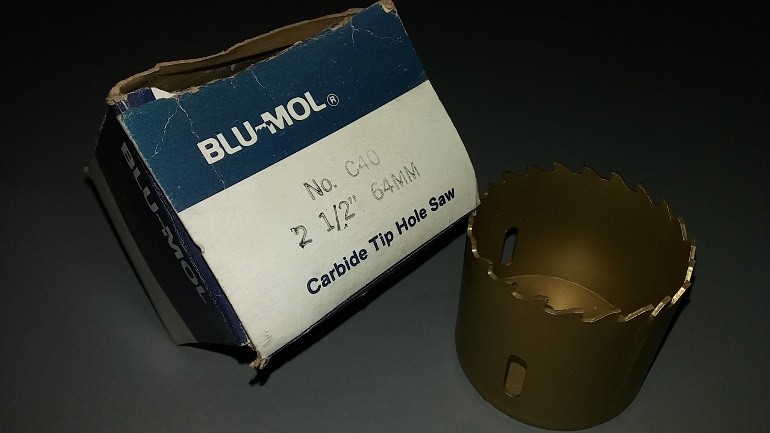 BLU-MOL®
No. C40
2 1/2" 64MM
Carbide Tip Hole Saw
BLU-MOL